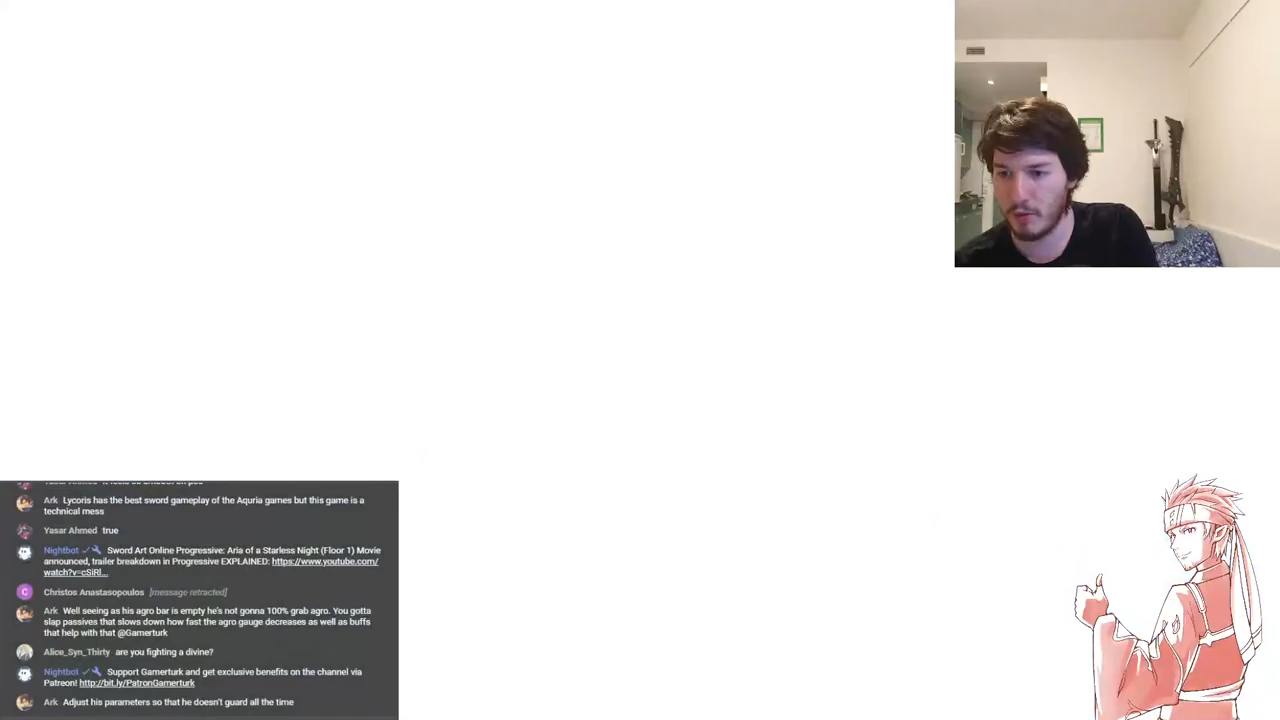 Ark Lycoris has the best sword gameplay of the Aquria games but this game is a
technical mess
Yasar Ahmed true
Nightbot Sword Art Online Progressive: Aria of a Starless Night (Floor 1) Movie
announced, trailer breakdown in Progressive EXPLAINED: https://www.youtube.com/
watch?v=cSiRl...
C Christos Anastasopoulos [message retracted]
Ark Well seeing as his agro bar is empty he's not gonna 100% grab agro. You gotta
slap passives that slows down how fast the agro gauge decreases as well as buffs
that help with that @Gamerturk
Alice_Syn_Thirty are you fighting a divine?
Nightbot Support Gamerturk and get exclusive benefits on the channel via
Patreon! http://bit.ly/PatronGamerturk
Ark Adjust his parameters so that he doesn't guard all the time